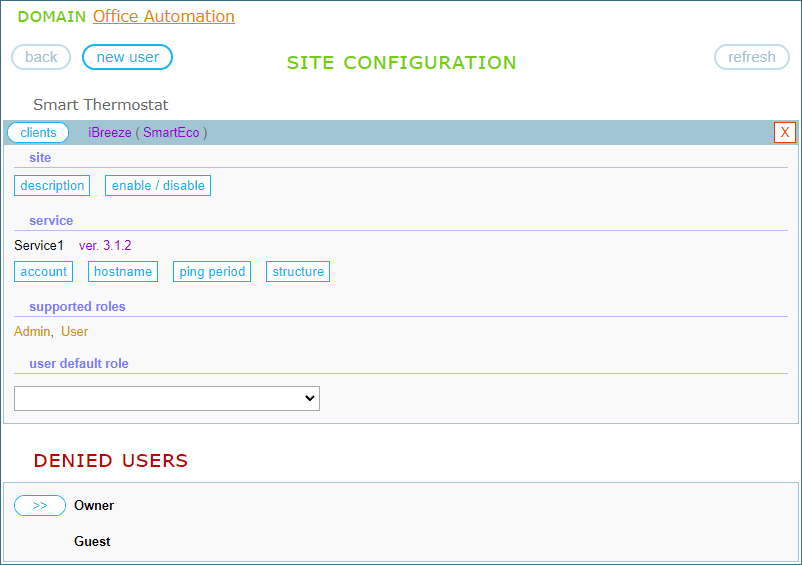 DOMAIN Office Automation
back new user SITE CONFIGURATION refresh
Smart Thermostat
clients iBreeze ( SmartEco ) X
site
description enable / disable
service
Service1 ver. 3.1.2
account hostname ping period structure
supported roles
Admin, User
user default role
DENIED USERS
>> Owner
Guest